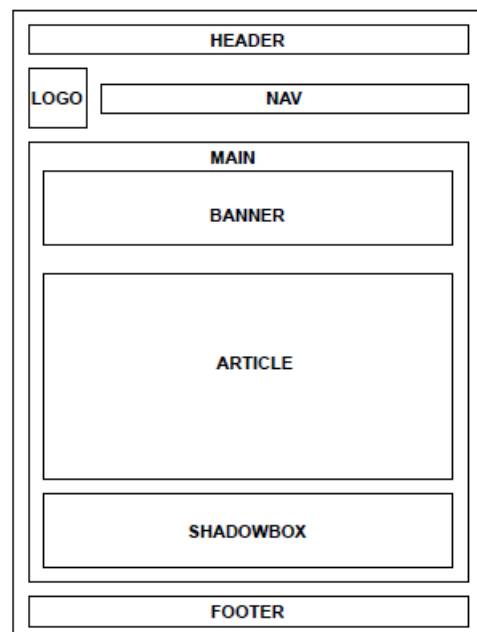 HEADER
LOGO
NAV
MAIN
BANNER
ARTICLE
SHADOWBOX
FOOTER